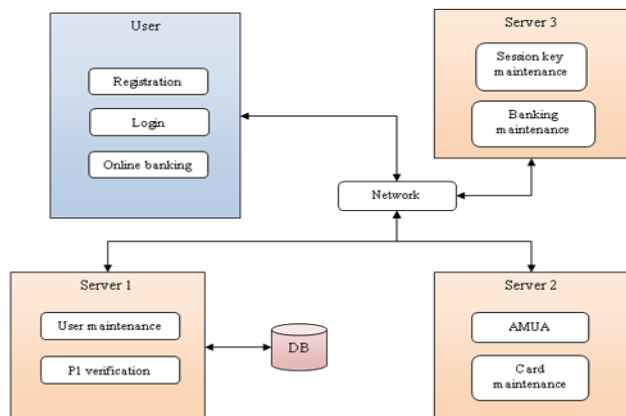 User
Registration
Login
Online banking
Server 3
Session key
maintenance
Banking
maintenance
Network
Server 1
User maintenance
P1 verification
DB
Server 2
AMUA
Card
maintenance